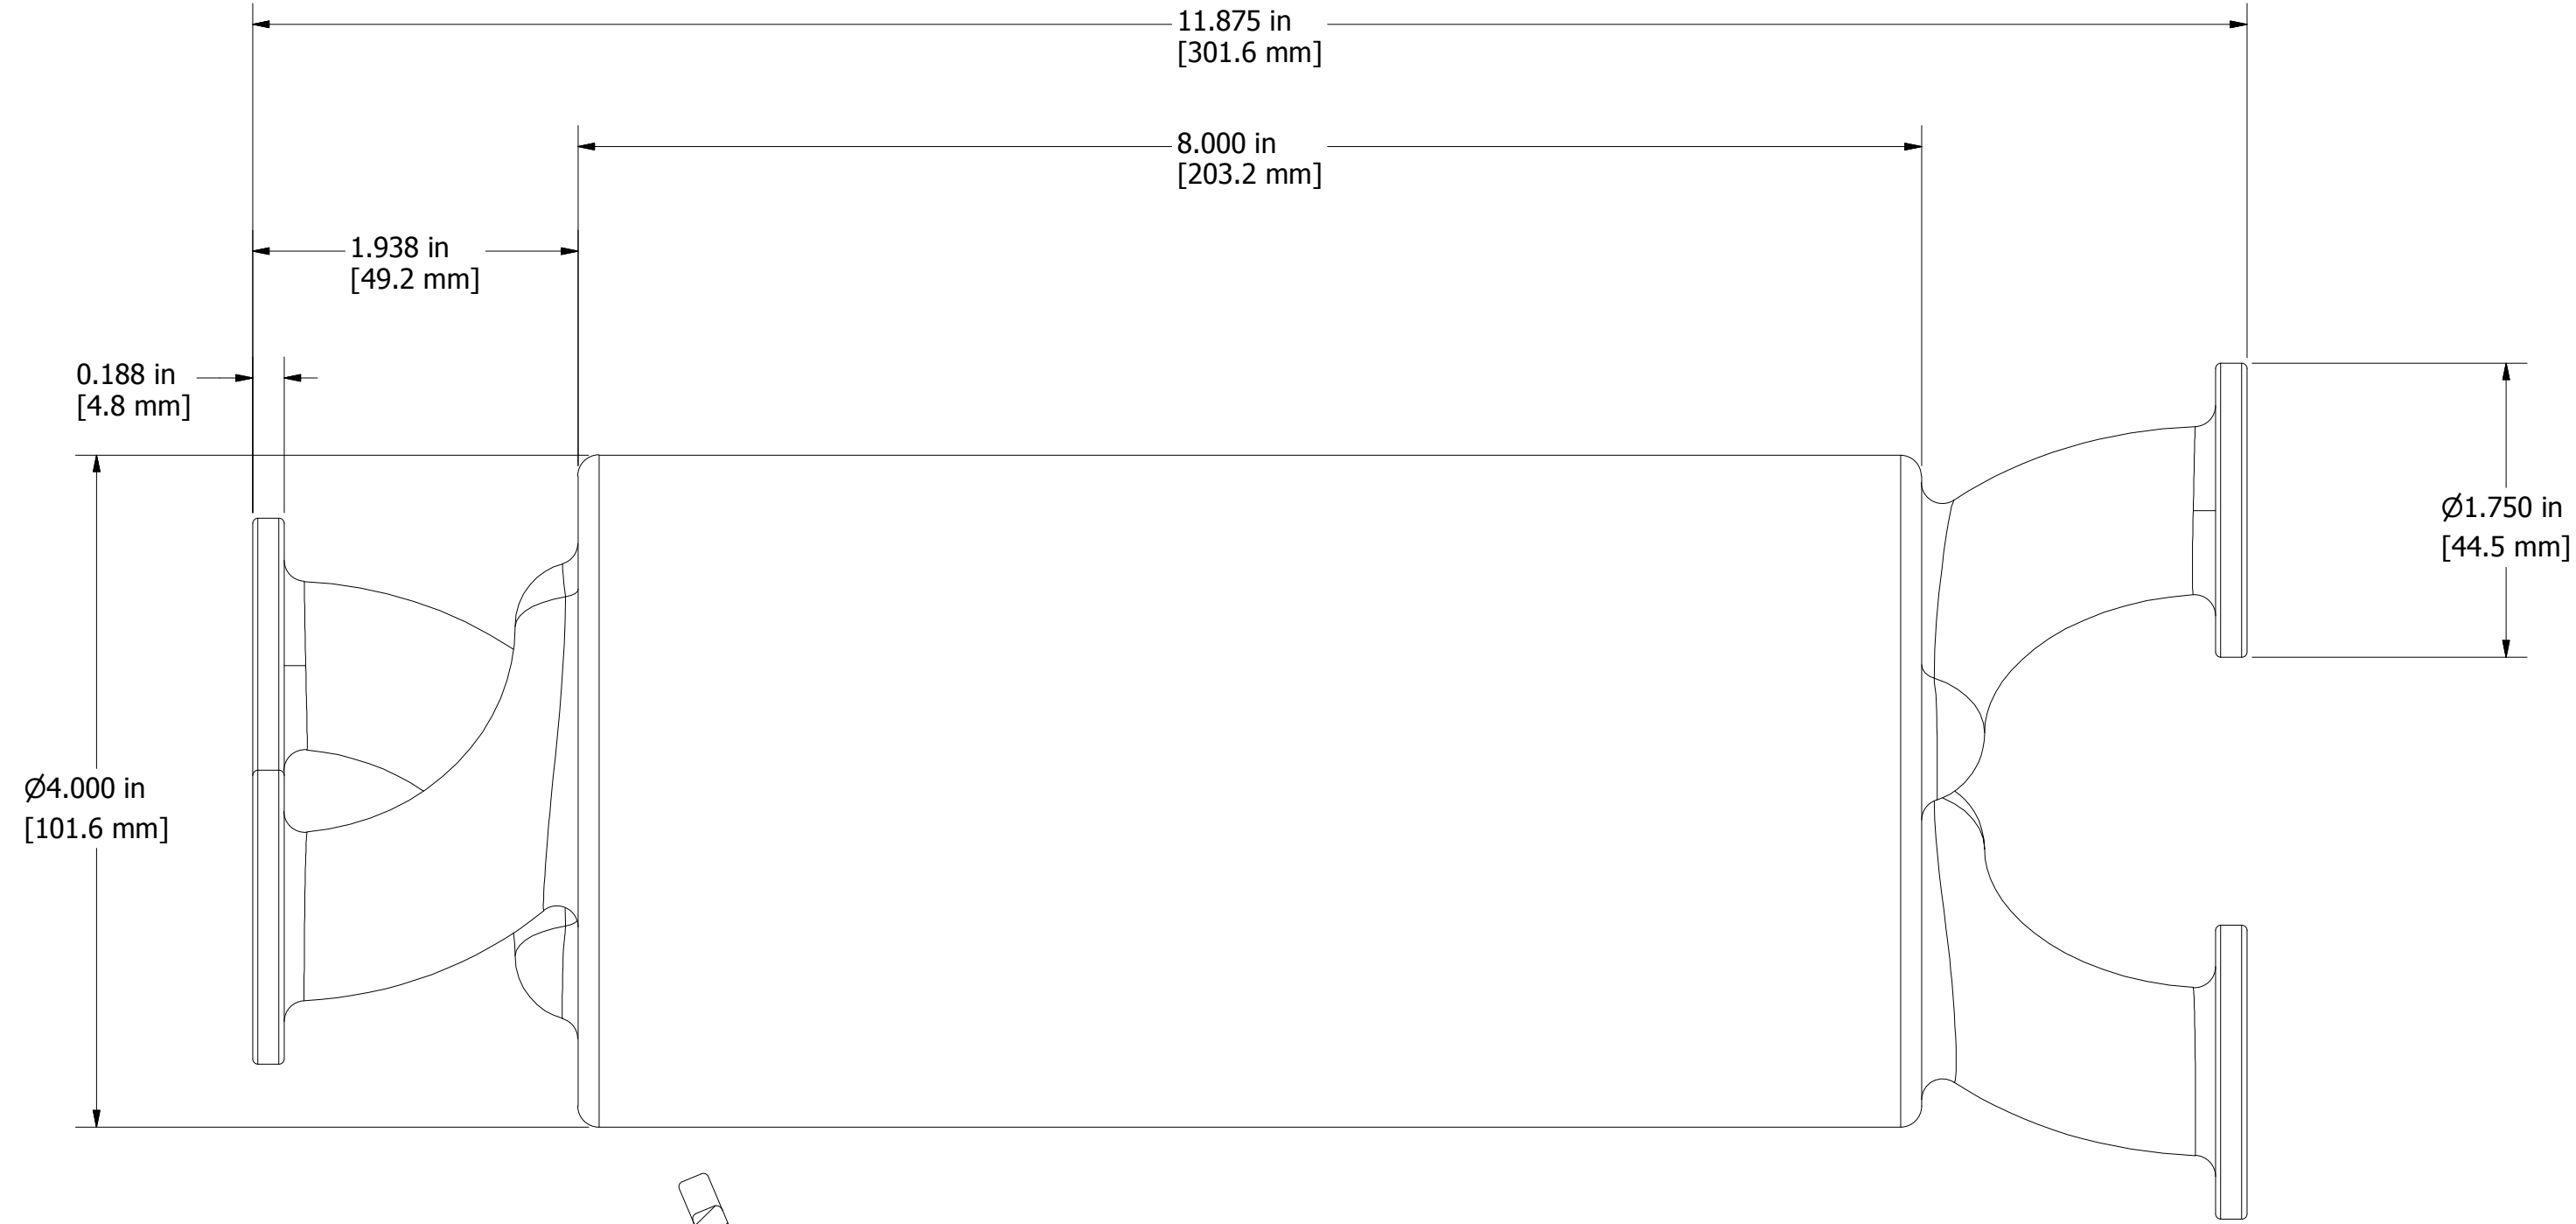 11.875 in
[301.6 mm]
8.000 in
[203.2 mm]
1.938 in
[49.2 mm]
0.188 in
[4.8 mm]
Ø1.750 in
[44.5 mm]
Ø4.000 in
[101.6 mm]